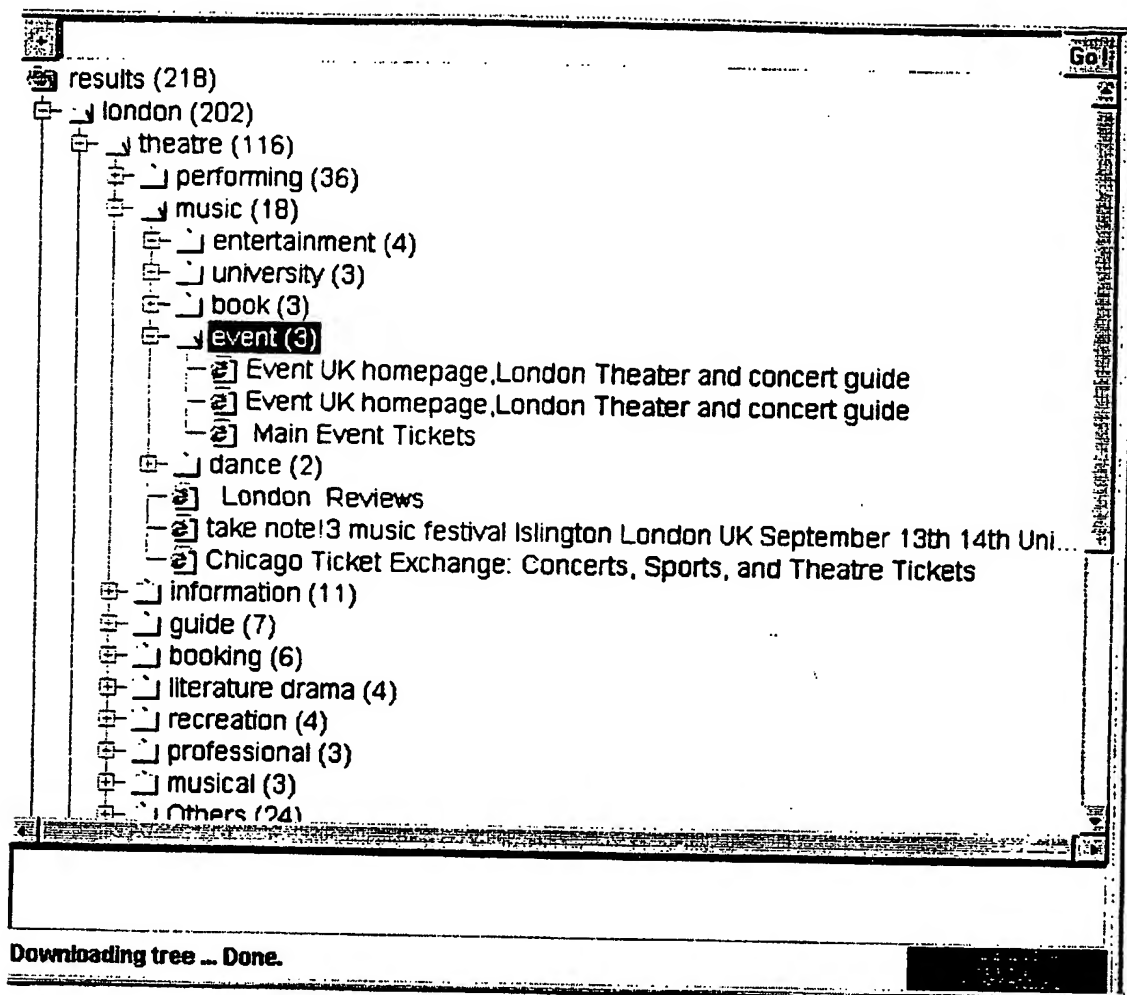 Go!
results (218)
london (202)
theatre (116)
performing (36)
music (18)
entertainment (4)
university (3)
book (3)
event (3)
Event UK homepage,London Theater and concert guide
Event UK homepage,London Theater and concert guide
Main Event Tickets
dance (2)
London Reviews
take note!3 music festival Islington London UK September 13th 14th Uni...
Chicago Ticket Exchange: Concerts, Sports, and Theatre Tickets
information (11)
guide (7)
booking (6)
literature drama (4)
recreation (4)
professional (3)
musical (3)
Others (24)
Downloading tree ... Done.